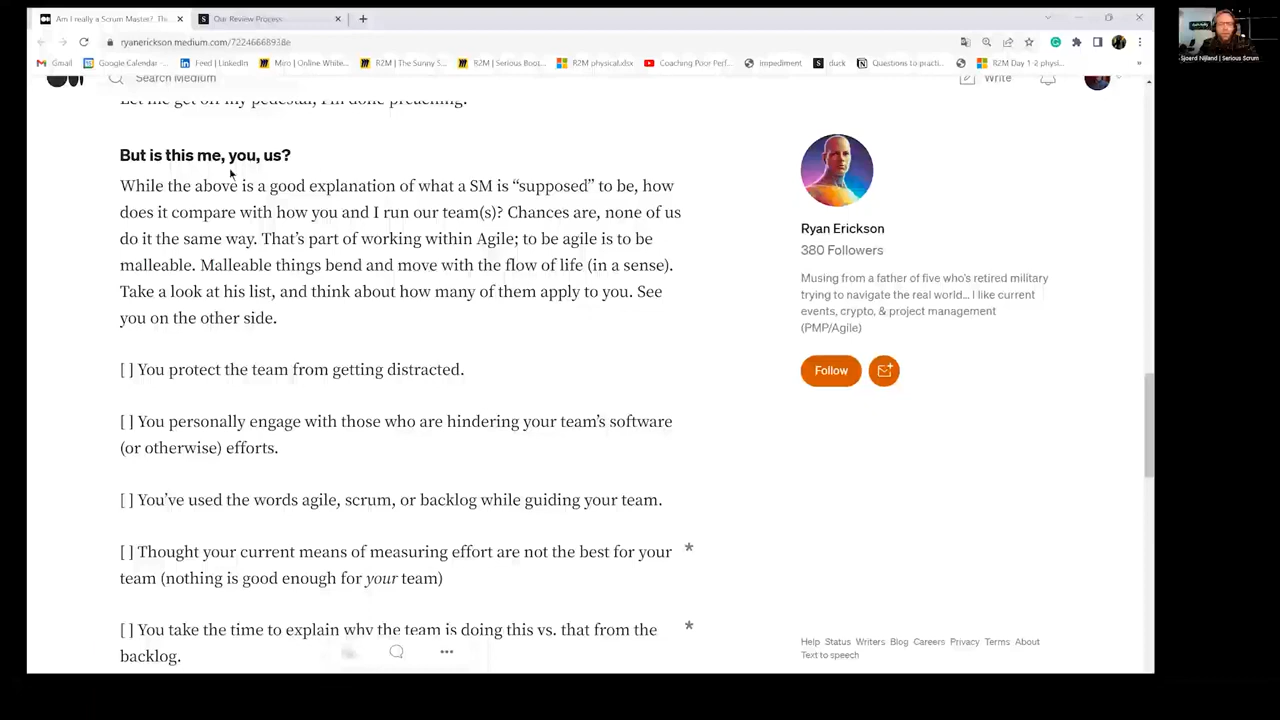 Am I really a Scrum Master? Thi
Our Review Process
ryanerickson.medium.com/72246668938e
Gmail
Google Calendar -
Feed | LinkedIn
Miro | Online White...
R2M | The Sunny S...
R2M | Serious Boot...
R2M physical.dsx
Coaching Poor Perf...
impediment
duck
Questions to practi...
R2M Day 1-2 physi...
»
Search Medium
Write
Sjoerd Nijland | Serious Scrum
Let me get off my pedestal, I'm done preaching.
But is this me, you, us?
While the above is a good explanation of what a SM is “supposed” to be, how
does it compare with how you and I run our team(s)? Chances are, none of us
do it the same way. That’s part of working within Agile; to be agile is to be
malleable. Malleable things bend and move with the flow of life (in a sense).
Take a look at his list, and think about how many of them apply to you. See
you on the other side.
[ ] You protect the team from getting distracted.
[ ] You personally engage with those who are hindering your team’s software
(or otherwise) efforts.
[ ] You’ve used the words agile, scrum, or backlog while guiding your team.
[ ] Thought your current means of measuring effort are not the best for your *
team (nothing is good enough for your team)
[ ] You take the time to explain why the team is doing this vs. that from the *
backlog.
Ryan Erickson
380 Followers
Musing from a father of five who's retired military
trying to navigate the real world... I like current
events, crypto, & project management
(PMP/Agile)
Follow
Help Status Writers Blog Careers Privacy Terms About
Text to speech